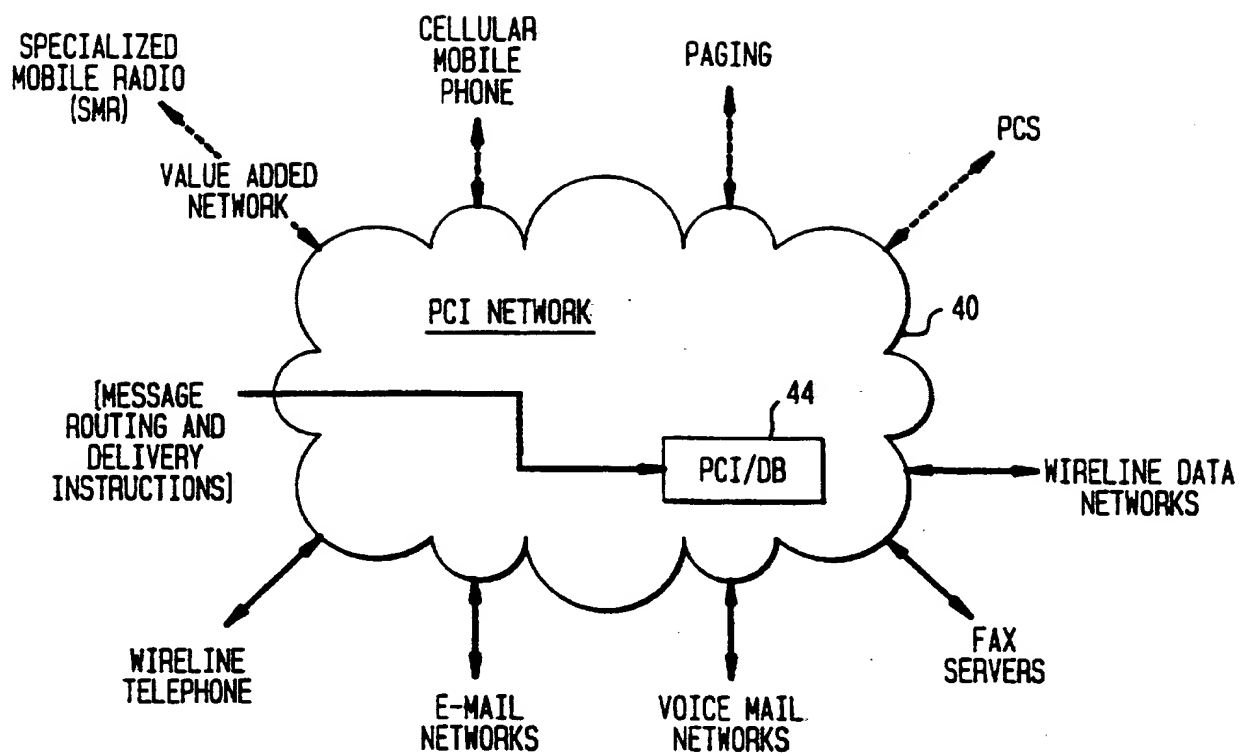 SPECIALIZED
MOBILE RADIO
(SMR)
CELLULAR
MOBILE
PHONE
PAGING
PCS
VALUE ADDED
NETWORK
PCI NETWORK
40
[MESSAGE
ROUTING AND
DELIVERY
INSTRUCTIONS]
44
PCI/DB
WIRELINE DATA
NETWORKS
WIRELINE
TELEPHONE
E-MAIL
NETWORKS
VOICE MAIL
NETWORKS
FAX
SERVERS